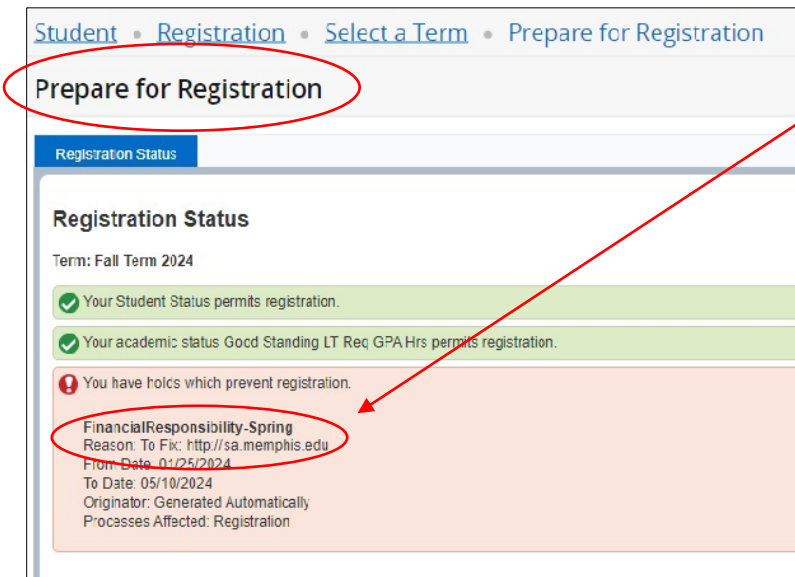 Student • Registration • Select a Term • Prepare for Registration
Prepare for Registration
Registration Status
Registration Status
Term: Fall Term 2024
Your Student Status permits registration.
Your academic status Good Standing LT Req GPA Hrs permits registration.
You have holds which prevent registration.
FinancialResponsibility-Spring
Reason: To Fix: http://sa.memphis.edu
From Date: 01/25/2024
To Date: 05/10/2024
Originator: Generated Automatically
Processes Affected: Registration